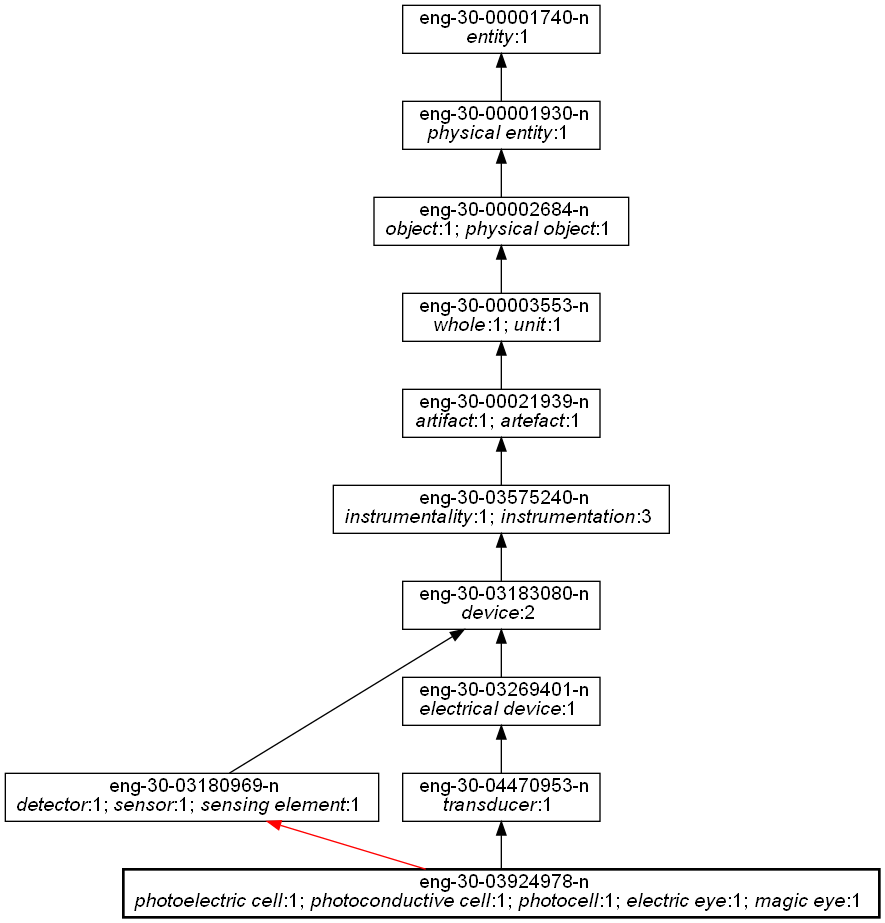 eng-30-00001740-n
entity:1
eng-30-00001930-n
physical entity:1
eng-30-00002684-n
object:1; physical object:1
eng-30-00003553-n
whole:1; unit:1
eng-30-00021939-n
artifact:1; artefact:1
eng-30-03575240-n
instrumentality:1; instrumentation:3
eng-30-03183080-n
device:2
eng-30-03269401-n
electrical device:1
eng-30-03180969-n
detector:1; sensor:1; sensing element:1
eng-30-04470953-n
transducer:1
eng-30-03924978-n
photoelectric cell:1; photoconductive cell:1; photocell:1; electric eye:1; magic eye:1